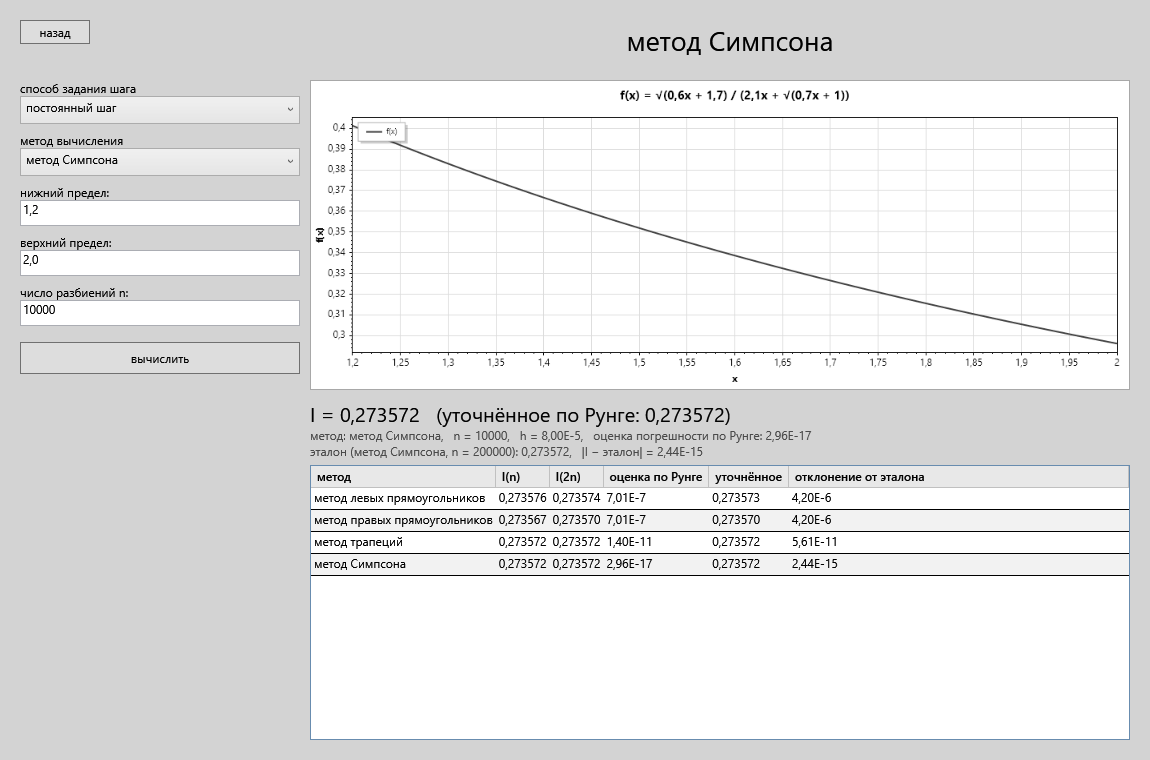 назад
метод Симпсона
способ задания шага
постоянный шаг
метод вычисления
метод Симпсона
нижний предел:
1,2
верхний предел:
2,0
число разбиений n:
10000
вычислить
f(x) = √(0,6x + 1,7) / (2,1x + √(0,7x + 1))
f(x)
0,4
0,39
0,38
0,37
0,36
0,35
0,34
0,33
0,32
0,31
0,3
f(x)
1,2 1,25 1,3 1,35 1,4 1,45 1,5 1,55 1,6 1,65 1,7 1,75 1,8 1,85 1,9 1,95 2
x
I = 0,273572 (уточнённое по Рунге: 0,273572)
метод: метод Симпсона, n = 10000, h = 8,00E-5, оценка погрешности по Рунге: 2,96E-17
эталон (метод Симпсона, n = 200000): 0,273572, |I − эталон| = 2,44E-15
метод I(n) I(2n) оценка по Рунге уточнённое отклонение от эталона
метод левых прямоугольников 0,273576 0,273574 7,01E-7 0,273573 4,20E-6
метод правых прямоугольников 0,273567 0,273570 7,01E-7 0,273570 4,20E-6
метод трапеций 0,273572 0,273572 1,40E-11 0,273572 5,61E-11
метод Симпсона 0,273572 0,273572 2,96E-17 0,273572 2,44E-15